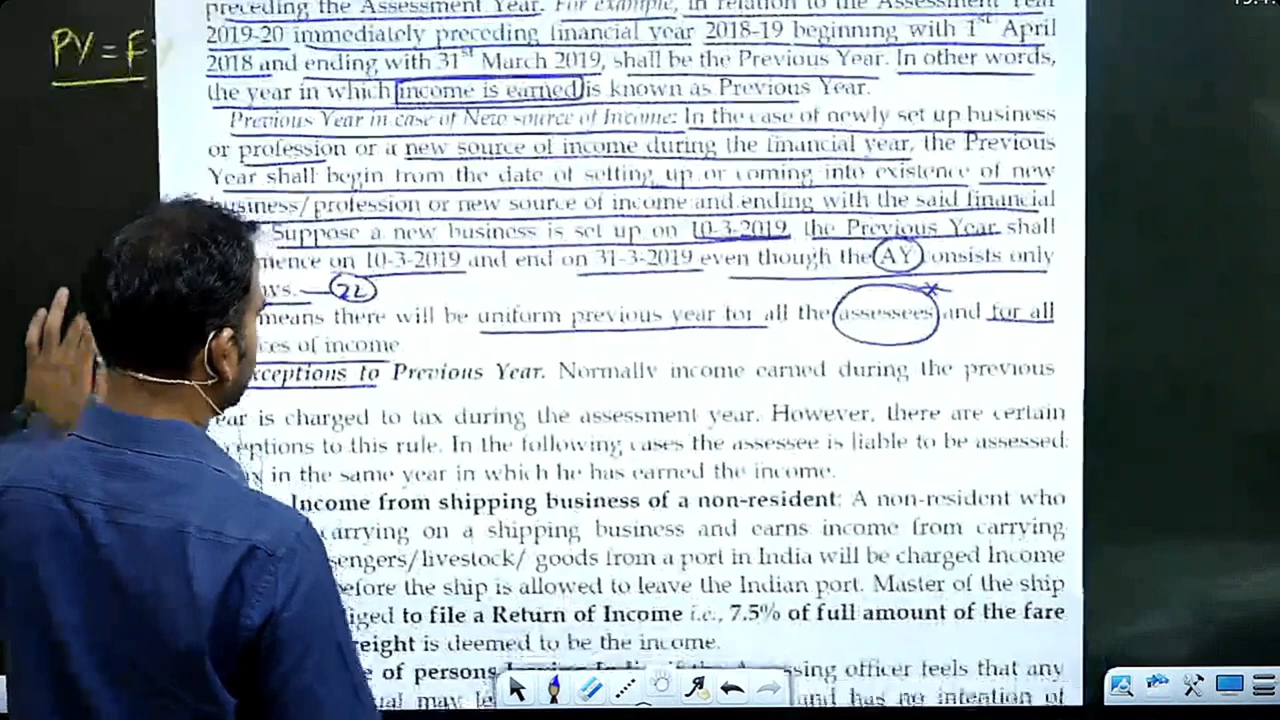 PY = F
preceding the Assessment Year. For example, in relation to the Assessment Year
2019-20 immediately preceding financial year 2018-19 beginning with 1st April
2018 and ending with 31st March 2019, shall be the Previous Year. In other words,
the year in which income is earned is known as Previous Year.
Previous Year in case of New source of Income: In the case of newly set up business
or profession or a new source of income during the financial year, the Previous
Year shall begin from the date of setting up or coming into existence of new
business/profession or new source of income and ending with the said financial
Suppose a new business is set up on 10-3-2019, the Previous Year shall
mence on 10-3-2019 and end on 31-3-2019 even though the AY consists only
ays. 22
means there will be uniform previous year for all the assessees and for all
ces of income
xceptions to Previous Year. Normally income earned during the previous
ear is charged to tax during the assessment year. However, there are certain
eptions to this rule. In the following cases the assessee is liable to be assessed
x in the same year in which he has earned the income.
Income from shipping business of a non-resident: A non-resident who
carrying on a shipping business and earns income from carrying
sengers/livestock/ goods from a port in India will be charged Income
efore the ship is allowed to leave the Indian port. Master of the ship
iged to file a Return of Income i.e., 7.5% of full amount of the fare
reight is deemed to be the income.
e of persons ssing officer feels that any
ual may le and has no intention of